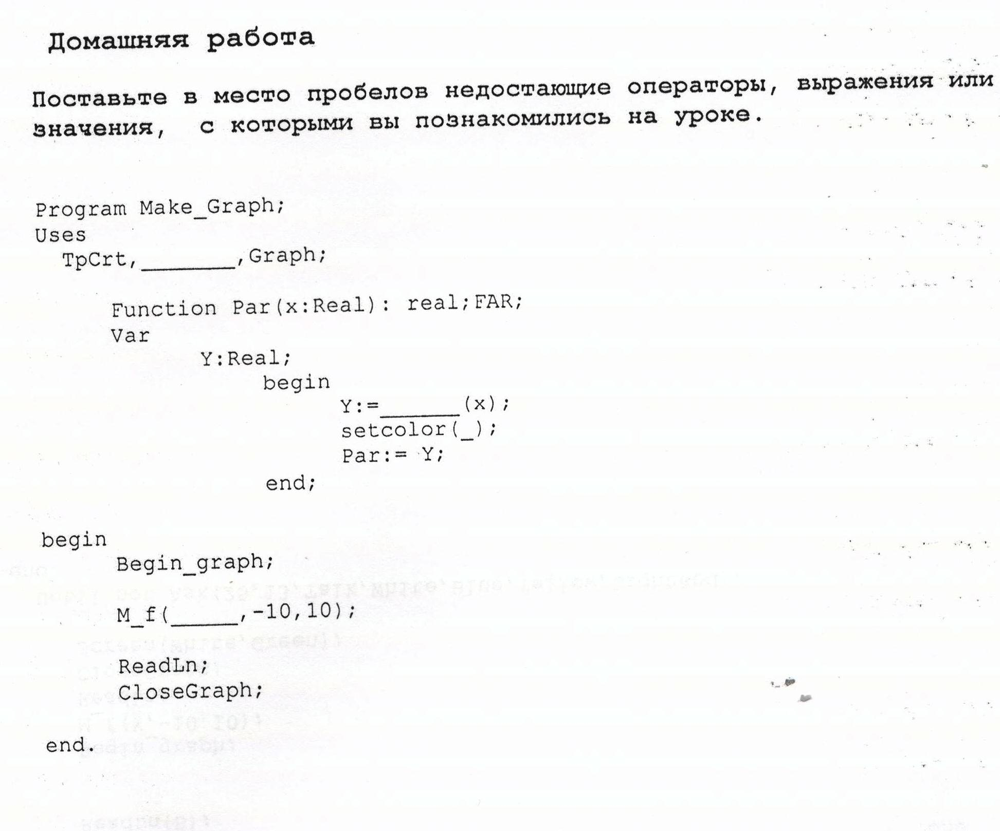 Домашняя работа
Поставьте в место пробелов недостающие операторы, выражения или
значения, с которыми вы познакомились на уроке.
Program Make_Graph;
Uses
TpCrt,_______,Graph;
Function Par(x:Real): real;FAR;
Var
Y:Real;
begin
Y:=______(x);
setcolor(_);
Par:= Y;
end;
begin
Begin_graph;
M_f(_____,-10,10);
ReadLn;
CloseGraph;
end.